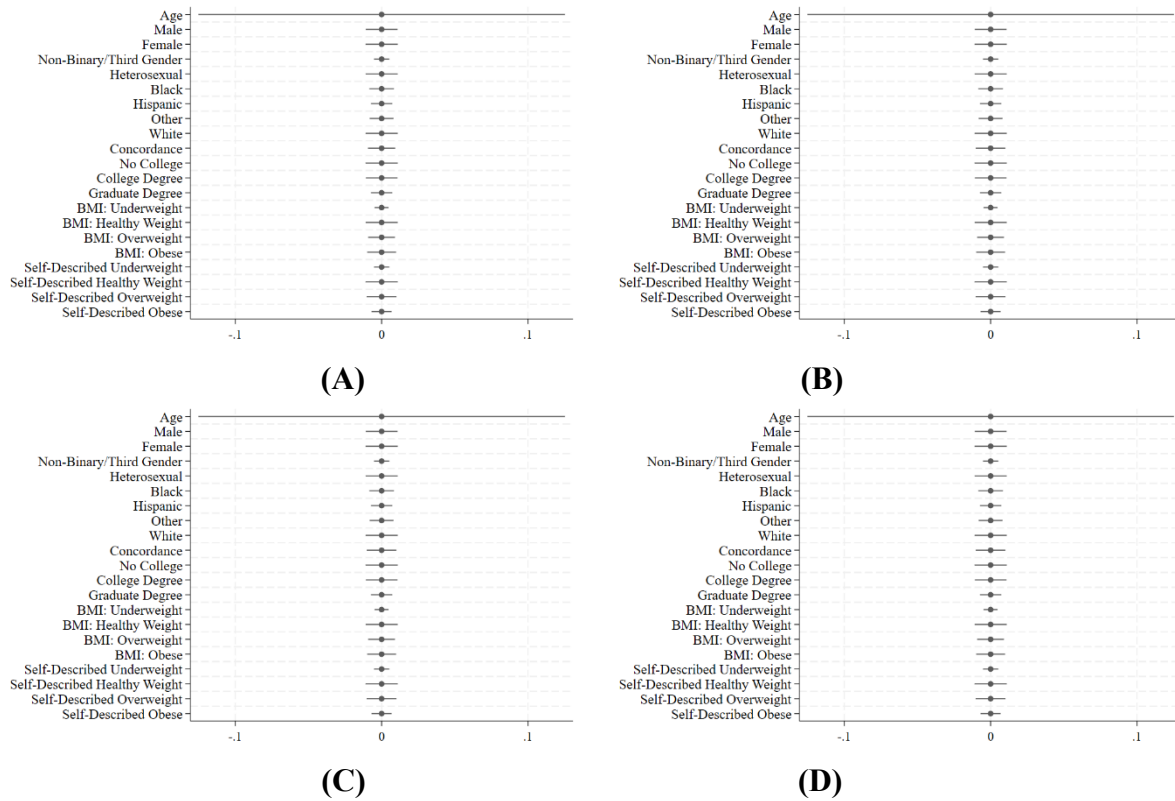 Age
Male
Female
Non-Binary/Third Gender
Heterosexual
Black
Hispanic
Other
White
Concordance
No College
College Degree
Graduate Degree
BMI: Underweight
BMI: Healthy Weight
BMI: Overweight
BMI: Obese
Self-Described Underweight
Self-Described Healthy Weight
Self-Described Overweight
Self-Described Obese
-.1 0 .1
(A)
Age
Male
Female
Non-Binary/Third Gender
Heterosexual
Black
Hispanic
Other
White
Concordance
No College
College Degree
Graduate Degree
BMI: Underweight
BMI: Healthy Weight
BMI: Overweight
BMI: Obese
Self-Described Underweight
Self-Described Healthy Weight
Self-Described Overweight
Self-Described Obese
-.1 0 .1
(B)
Age
Male
Female
Non-Binary/Third Gender
Heterosexual
Black
Hispanic
Other
White
Concordance
No College
College Degree
Graduate Degree
BMI: Underweight
BMI: Healthy Weight
BMI: Overweight
BMI: Obese
Self-Described Underweight
Self-Described Healthy Weight
Self-Described Overweight
Self-Described Obese
-.1 0 .1
(C)
Age
Male
Female
Non-Binary/Third Gender
Heterosexual
Black
Hispanic
Other
White
Concordance
No College
College Degree
Graduate Degree
BMI: Underweight
BMI: Healthy Weight
BMI: Overweight
BMI: Obese
Self-Described Underweight
Self-Described Healthy Weight
Self-Described Overweight
Self-Described Obese
-.1 0 .1
(D)